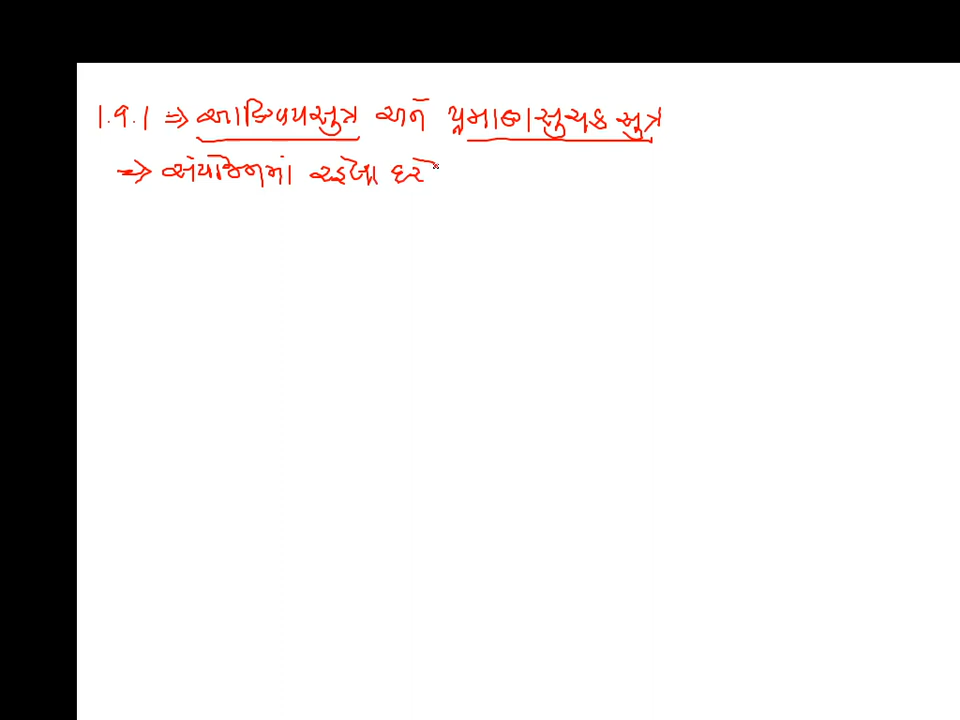 1.9.1 ⇒ આણ્વિયસુત્ર અને પ્રમાણસુચક સુત્ર
⇒ સંયોજનમાં રહેલા દરે